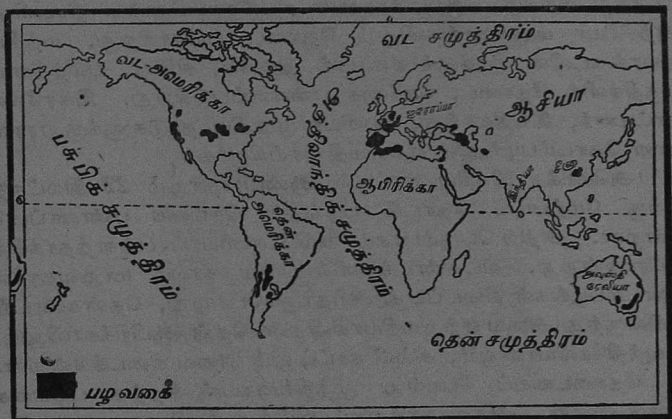 வட சமுத்திரம்
வட-அமெரிக்கா
பசுபிக் சமுத்திரம்
அத்திலாந்திக் சமுத்திரம்
ஐரோப்பா
ஆசியா
ஆபிரிக்கா
இந்தியா
சீனா
தென்
அமெரிக்கா
அவுஸ்தி
ரேலியா
தென் சமுத்திரம்
பழவகை